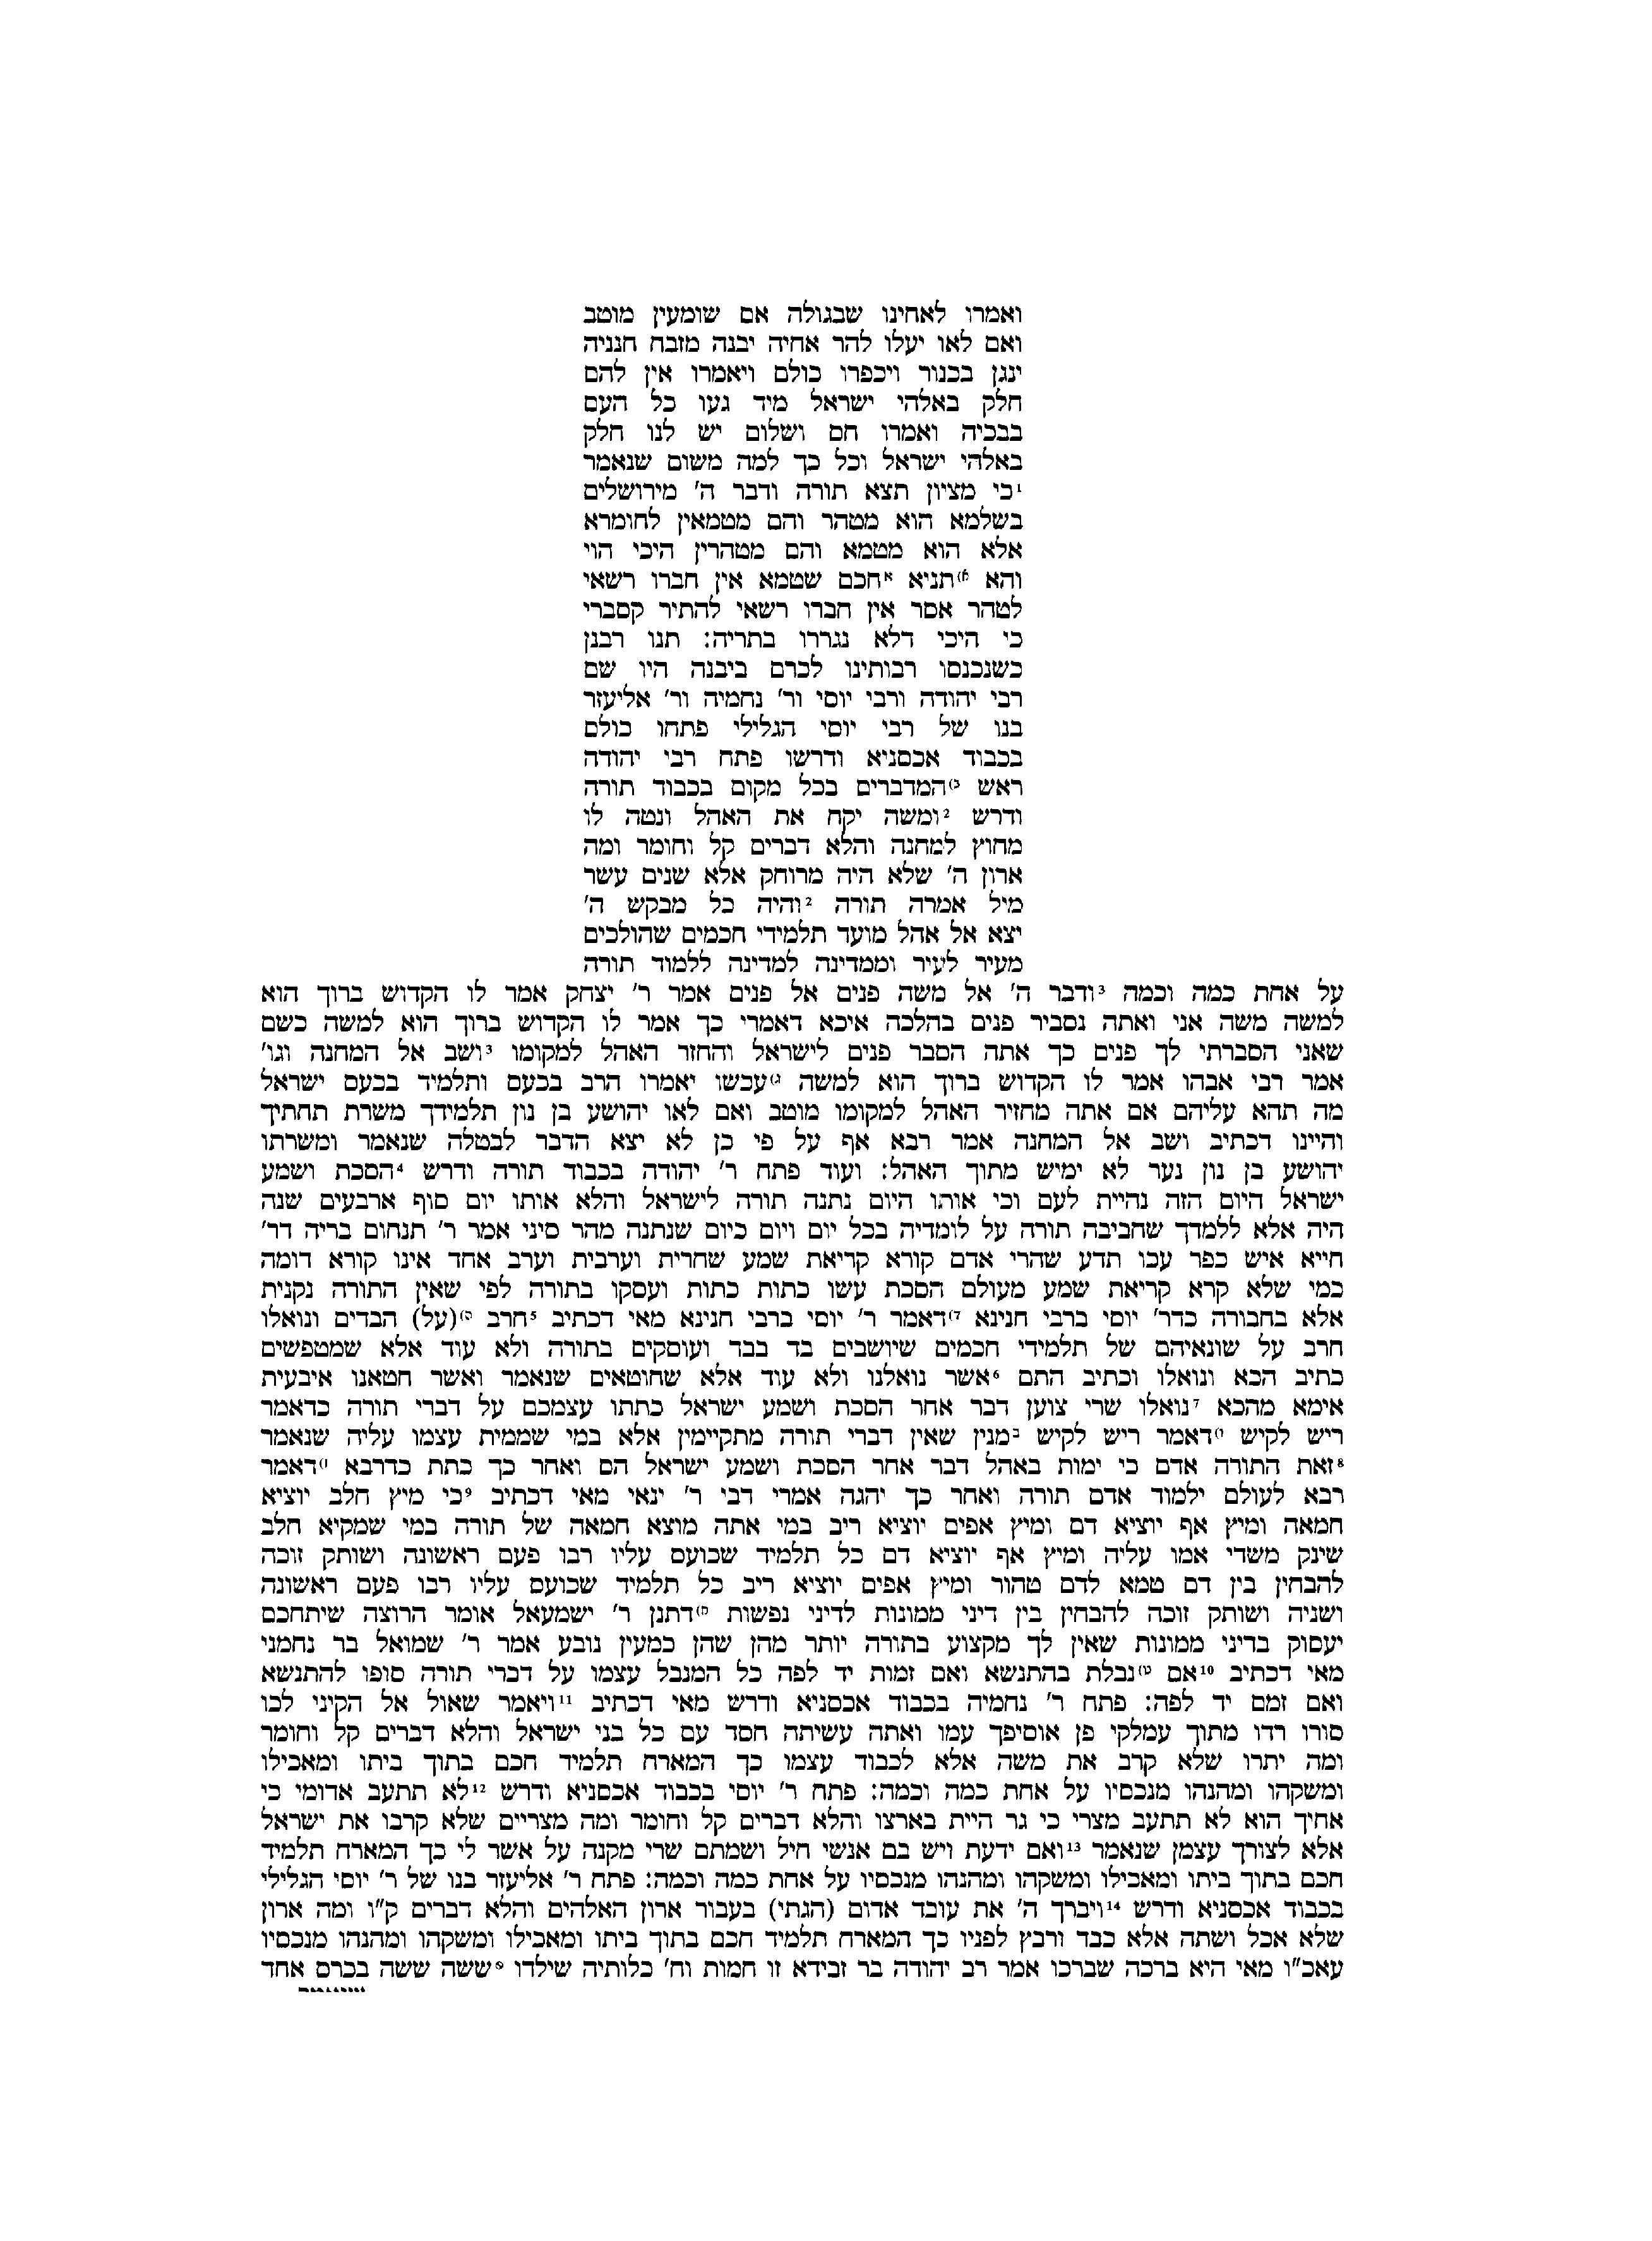 ואמרו לאחינו שבגולה אם שומעין מוטב
ואם לאו יעלו להר אחיה יבנה מזבח חנניה
ינגן בכנור ויכפרו כולם ויאמרו אין להם
חלק באלהי ישראל מיד געו כל העם
בבכיה ואמרו חס ושלום יש לנו חלק
באלהי ישראל וכל כך למה משום שנאמר
¹כי מציון תצא תורה ודבר ה' מירושלים
בשלמא הוא מטהר והם מטמאין לחומרא
אלא הוא מטמא והם מטהרין היכי הוי
והא א)תניא אחכם שטמא אין חברו רשאי
לטהר אסר אין חברו רשאי להתיר קסברי
כי היכי דלא נגררו בתריה: תנו רבנן
כשנכנסו רבותינו לכרם ביבנה היו שם
רבי יהודה ורבי יוסי ור' נחמיה ור' אליעזר
בנו של רבי יוסי הגלילי פתחו כולם
בכבוד אכסניא ודרשו פתח רבי יהודה
ראש ב)המדברים בכל מקום בכבוד תורה
ודרש ²ומשה יקח את האהל ונטה לו
מחוץ למחנה והלא דברים קל וחומר ומה
ארון ה' שלא היה מרוחק אלא שנים עשר
מיל אמרה תורה ²והיה כל מבקש ה'
יצא אל אהל מועד תלמידי חכמים שהולכים
מעיר לעיר וממדינה למדינה ללמוד תורה
על אחת כמה וכמה ³ודבר ה' אל משה פנים אל פנים אמר ר' יצחק אמר לו הקדוש ברוך הוא
למשה משה אני ואתה נסביר פנים בהלכה איכא דאמרי כך אמר לו הקדוש ברוך הוא למשה כשם
שאני הסברתי לך פנים כך אתה הסבר פנים לישראל והחזר האהל למקומו ³ושב אל המחנה וגו'
אמר רבי אבהו אמר לו הקדוש ברוך הוא למשה ג)עכשו יאמרו הרב בכעס ותלמיד בכעס ישראל
מה תהא עליהם אם אתה מחזיר האהל למקומו מוטב ואם לאו יהושע בן נון תלמידך משרת תחתיך
והיינו דכתיב ושב אל המחנה אמר רבא אף על פי כן לא יצא הדבר לבטלה שנאמר ומשרתו
יהושע בן נון נער לא ימיש מתוך האהל: ועוד פתח ר' יהודה בכבוד תורה ודרש ⁴הסכת ושמע
ישראל היום הזה נהיית לעם וכי אותו היום נתנה תורה לישראל והלא אותו יום סוף ארבעים שנה
היה אלא ללמדך שחביבה תורה על לומדיה בכל יום ויום כיום שנתנה מהר סיני אמר ר' תנחום בריה דר'
חייא איש כפר עכו תדע שהרי אדם קורא קריאת שמע שחרית וערבית וערב אחד אינו קורא דומה
כמי שלא קרא קריאת שמע מעולם הסכת עשו כתות כתות ועסקו בתורה לפי שאין התורה נקנית
אלא בחבורה כדר' יוסי ברבי חנינא ד)דאמר ר' יוסי ברבי חנינא מאי דכתיב ⁵חרב ה)(על) הבדים ונואלו
חרב על שונאיהם של תלמידי חכמים שיושבים בד בבד ועוסקים בתורה ולא עוד אלא שמטפשים
כתיב הכא ונואלו וכתיב התם ⁶אשר נואלנו ולא עוד אלא שחוטאים שנאמר ואשר חטאנו איבעית
אימא מהכא ⁷נואלו שרי צוען דבר אחר הסכת ושמע ישראל כתתו עצמכם על דברי תורה כדאמר
ריש לקיש ו)דאמר ריש לקיש במנין שאין דברי תורה מתקיימין אלא במי שממית עצמו עליה שנאמר
⁸זאת התורה אדם כי ימות באהל דבר אחר הסכת ושמע ישראל הס ואחר כך כתת כדרבא ז)דאמר
רבא לעולם ילמוד אדם תורה ואחר כך יהגה אמרי דבי ר' ינאי מאי דכתיב ⁹כי מיץ חלב יוציא
חמאה ומיץ אף יוציא דם ומיץ אפים יוציא ריב במי אתה מוצא חמאה של תורה במי שמקיא חלב
שינק משדי אמו עליה ומיץ אף יוציא דם כל תלמיד שכועס עליו רבו פעם ראשונה ושותק זוכה
להבחין בין דם טמא לדם טהור ומיץ אפים יוציא ריב כל תלמיד שכועס עליו רבו פעם ראשונה
ושניה ושותק זוכה להבחין בין דיני ממונות לדיני נפשות ח)דתנן ר' ישמעאל אומר הרוצה שיתחכם
יעסוק בדיני ממונות שאין לך מקצוע בתורה יותר מהן שהן כמעין נובע אמר ר' שמואל בר נחמני
מאי דכתיב ¹⁰אם ט)נבלת בהתנשא ואם זמות יד לפה כל המנבל עצמו על דברי תורה סופו להתנשא
ואם זמם יד לפה: פתח ר' נחמיה בכבוד אכסניא ודרש מאי דכתיב ¹¹ויאמר שאול אל הקיני לכו
סורו רדו מתוך עמלקי פן אוסיפך עמו ואתה עשיתה חסד עם כל בני ישראל והלא דברים קל וחומר
ומה יתרו שלא קרב את משה אלא לכבוד עצמו כך המארח תלמיד חכם בתוך ביתו ומאכילו
ומשקהו ומהנהו מנכסיו על אחת כמה וכמה: פתח ר' יוסי בכבוד אכסניא ודרש ¹²לא תתעב אדומי כי
אחיך הוא לא תתעב מצרי כי גר היית בארצו והלא דברים קל וחומר ומה מצריים שלא קרבו את ישראל
אלא לצורך עצמן שנאמר ¹³ואם ידעת ויש בם אנשי חיל ושמתם שרי מקנה על אשר לי כך המארח תלמיד
חכם בתוך ביתו ומאכילו ומשקהו ומהנהו מנכסיו על אחת כמה וכמה: פתח ר' אליעזר בנו של ר' יוסי הגלילי
בכבוד אכסניא ודרש ¹⁴ויברך ה' את עובד אדום (הגתי) בעבור ארון האלהים והלא דברים ק"ו ומה ארון
שלא אכל ושתה אלא כבד ורבץ לפניו כך המארח תלמיד חכם בתוך ביתו ומאכילו ומשקהו ומהנהו מנכסיו
עאכ"ו מאי היא ברכה שברכו אמר רב יהודה בר זבידא זו חמות וח' כלותיה שילדו ששה ששה בכרס אחד